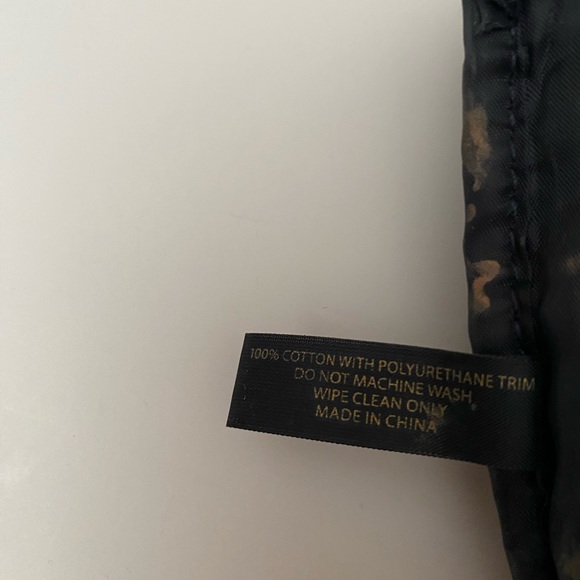 100% COTTON WITH POLYURETHANE TRIM
DO NOT MACHINE WASH
WIPE CLEAN ONLY
MADE IN CHINA